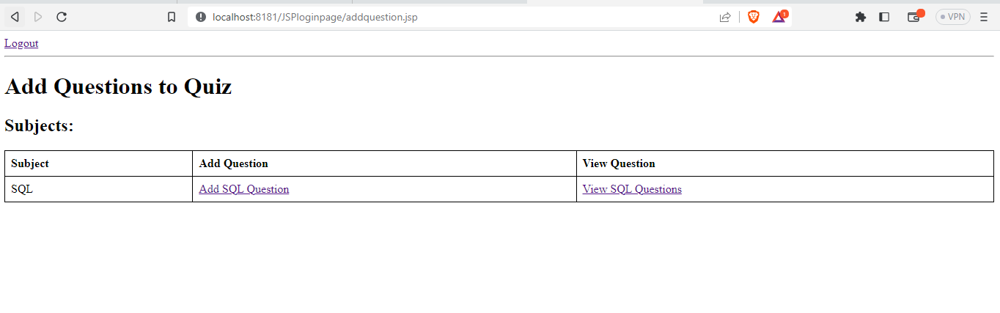 localhost:8181/JSPloginpage/addquestion.jsp
1
VPN
Logout
Add Questions to Quiz
Subjects:
Subject Add Question View Question
SQL Add SQL Question View SQL Questions